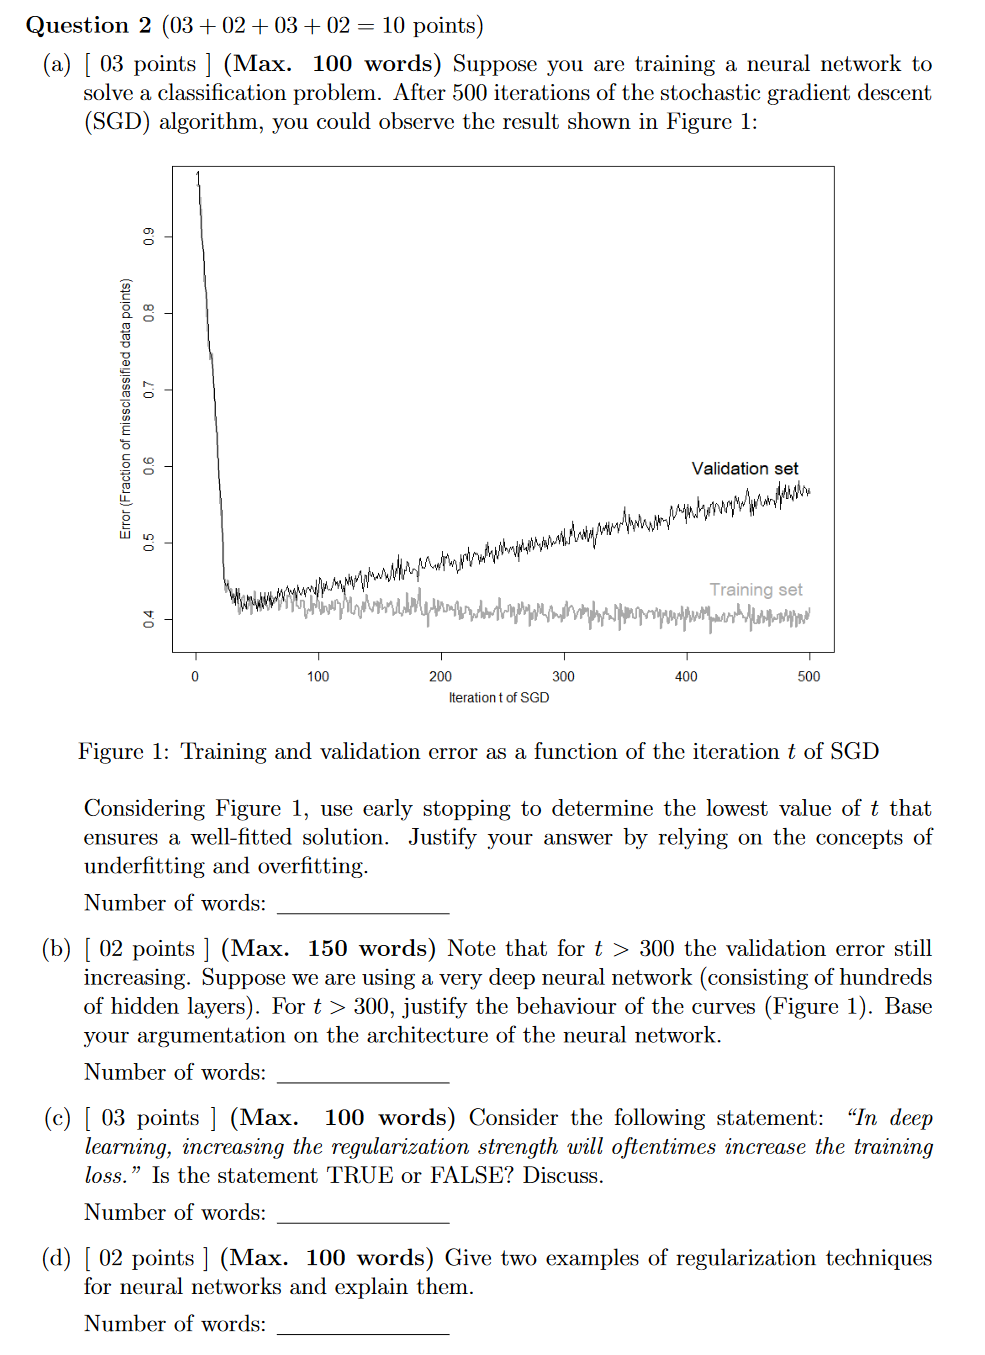 Question 2 (03 + 02 + 03 + 02 = 10 points)
(a) [ 03 points ] (Max. 100 words) Suppose you are training a neural network to
solve a classification problem. After 500 iterations of the stochastic gradient descent
(SGD) algorithm, you could observe the result shown in Figure 1:
Error (Fraction of missclassified data points)
0.9
0.8
0.7
0.6
0.5
0.4
Validation set
Training set
0 100 200 300 400 500
Iteration t of SGD
Figure 1: Training and validation error as a function of the iteration t of SGD
Considering Figure 1, use early stopping to determine the lowest value of t that
ensures a well-fitted solution. Justify your answer by relying on the concepts of
underfitting and overfitting.
Number of words:
(b) [ 02 points ] (Max. 150 words) Note that for t > 300 the validation error still
increasing. Suppose we are using a very deep neural network (consisting of hundreds
of hidden layers). For t > 300, justify the behaviour of the curves (Figure 1). Base
your argumentation on the architecture of the neural network.
Number of words:
(c) [ 03 points ] (Max. 100 words) Consider the following statement: “In deep
learning, increasing the regularization strength will oftentimes increase the training
loss.” Is the statement TRUE or FALSE? Discuss.
Number of words:
(d) [ 02 points ] (Max. 100 words) Give two examples of regularization techniques
for neural networks and explain them.
Number of words: